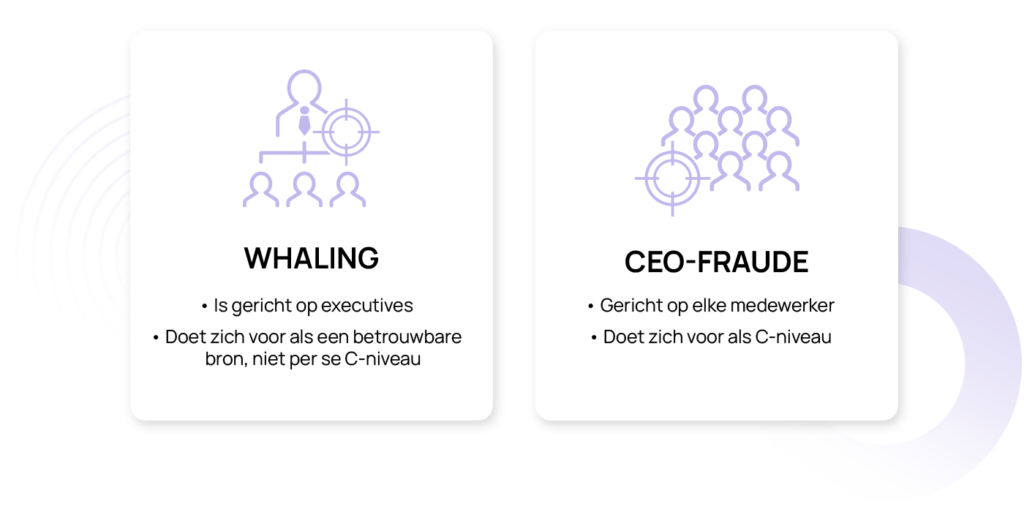 WHALING
• Is gericht op executives
• Doet zich voor als een betrouwbare
bron, niet per se C-niveau
CEO-FRAUDE
• Gericht op elke medewerker
• Doet zich voor als C-niveau